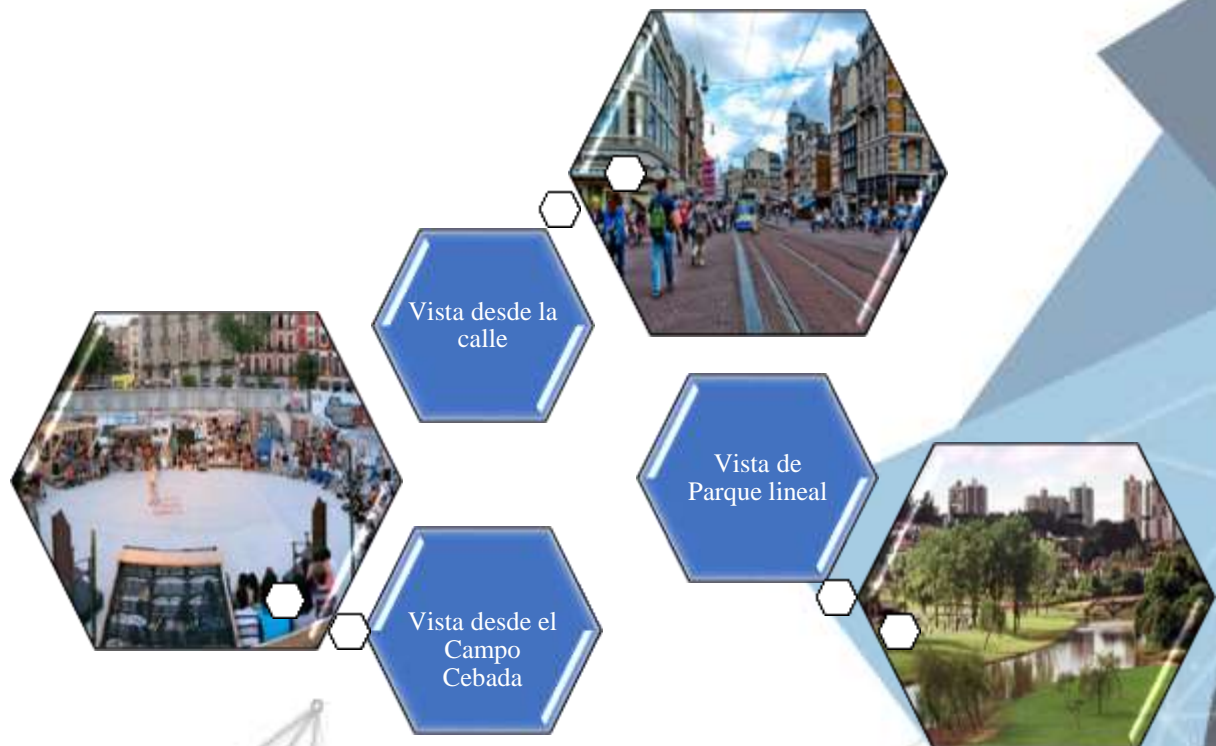 Vista desde la
calle
Vista de
Parque lineal
Vista desde el
Campo
Cebada